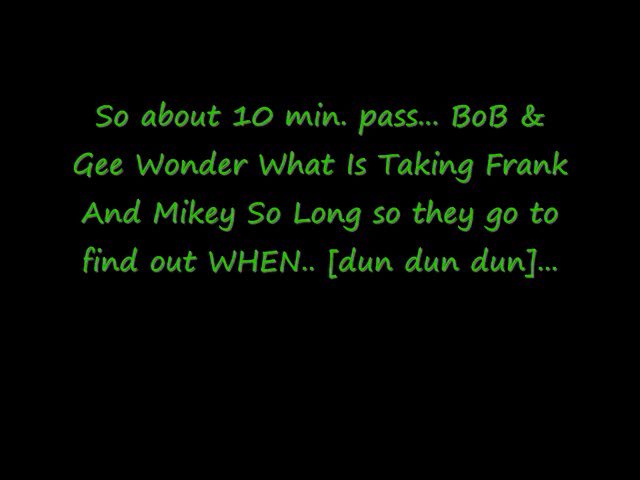 So about 10 min. pass... BoB &
Gee Wonder What Is Taking Frank
And Mikey So Long so they go to
find out WHEN.. [dun dun dun]...